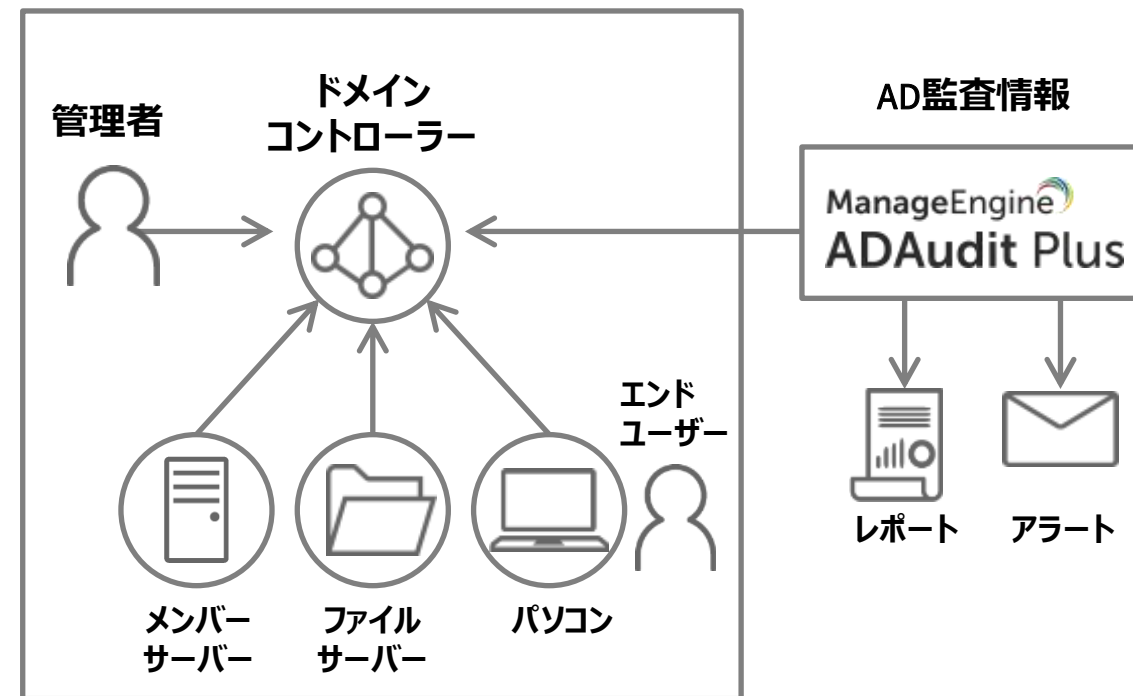 管理者
ドメイン
コントローラー
AD監査情報
ManageEngine
ADAudit Plus
エンド
ユーザー
レポート
アラート
メンバー
サーバー
ファイル
サーバー
パソコン